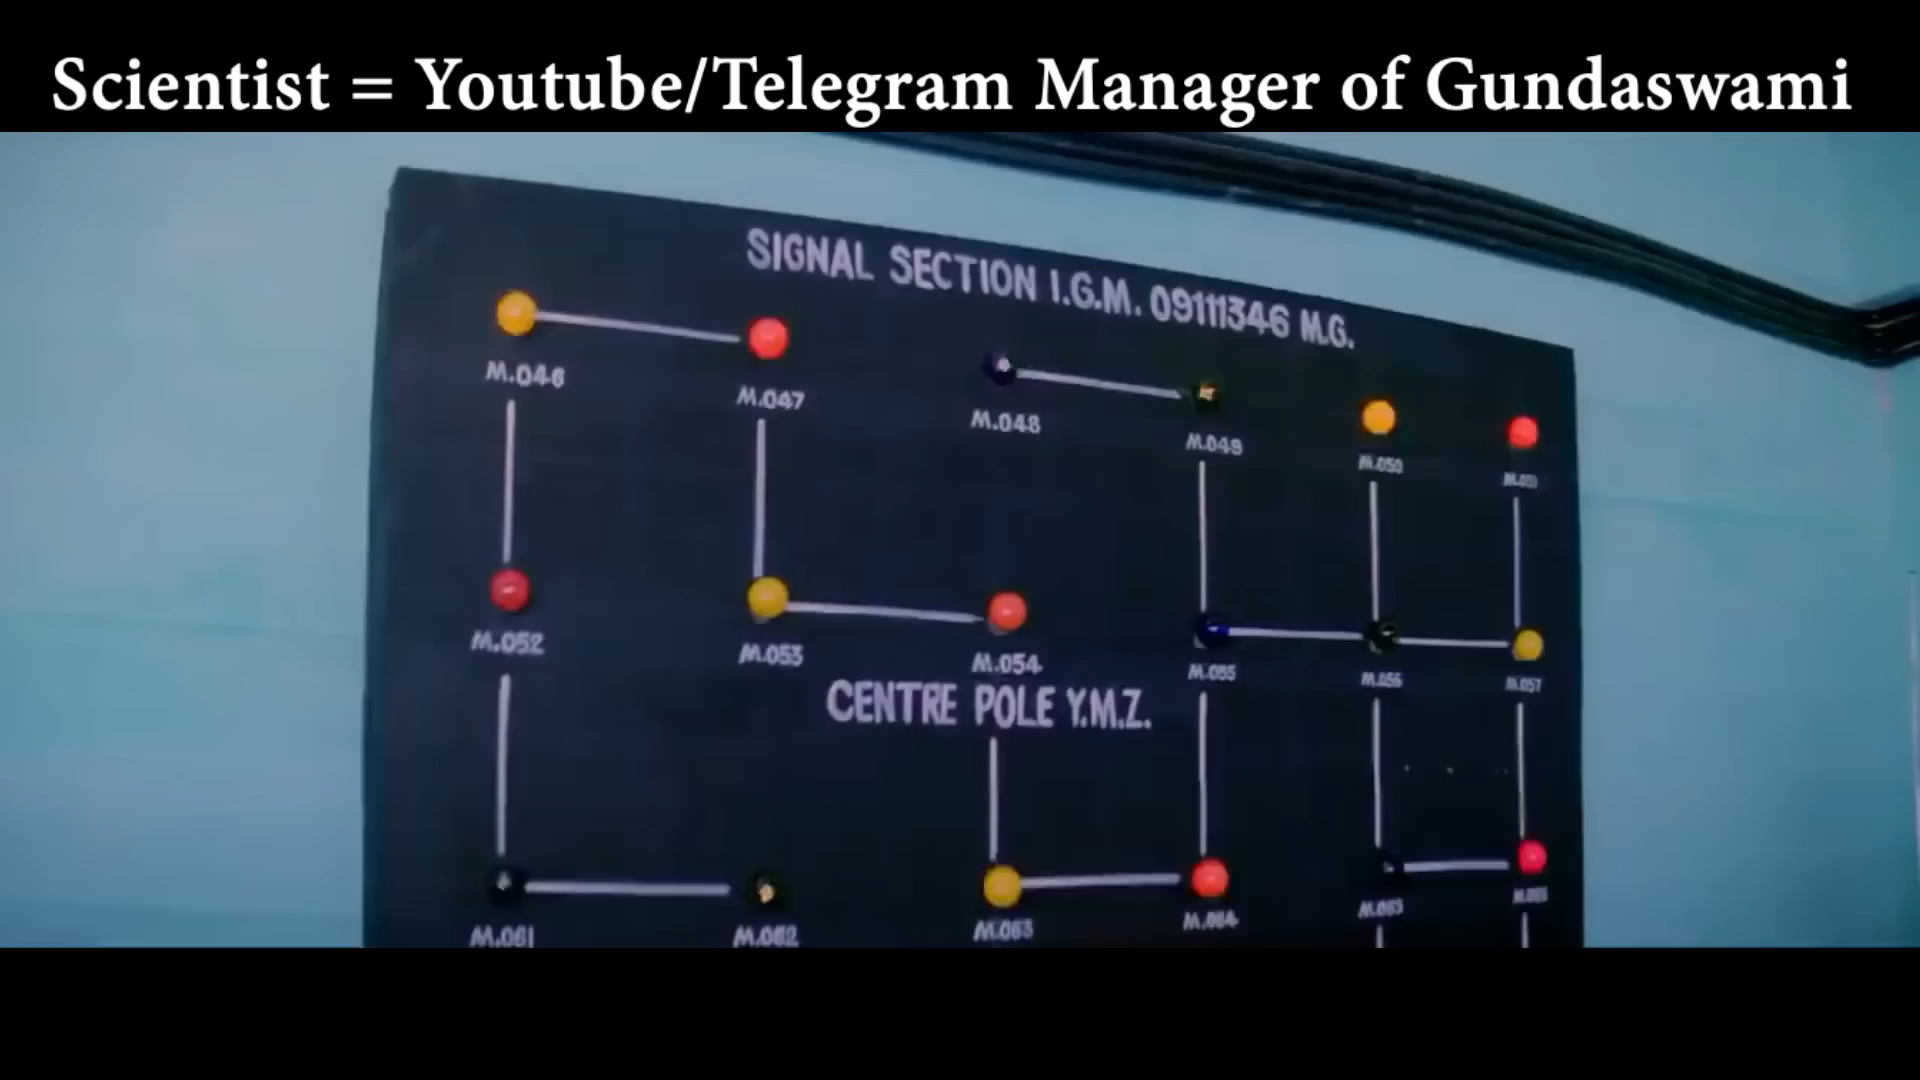 Scientist = Youtube/Telegram Manager of Gundaswami
SIGNAL SECTION I.G.M. 09111346 M.G.
M.046
M.047
M.048
M.049
M.050
M.051
M.052
M.053
M.054
M.055
M.056
M.057
CENTRE POLE Y.M.Z.
M.061
M.062
M.063
M.064